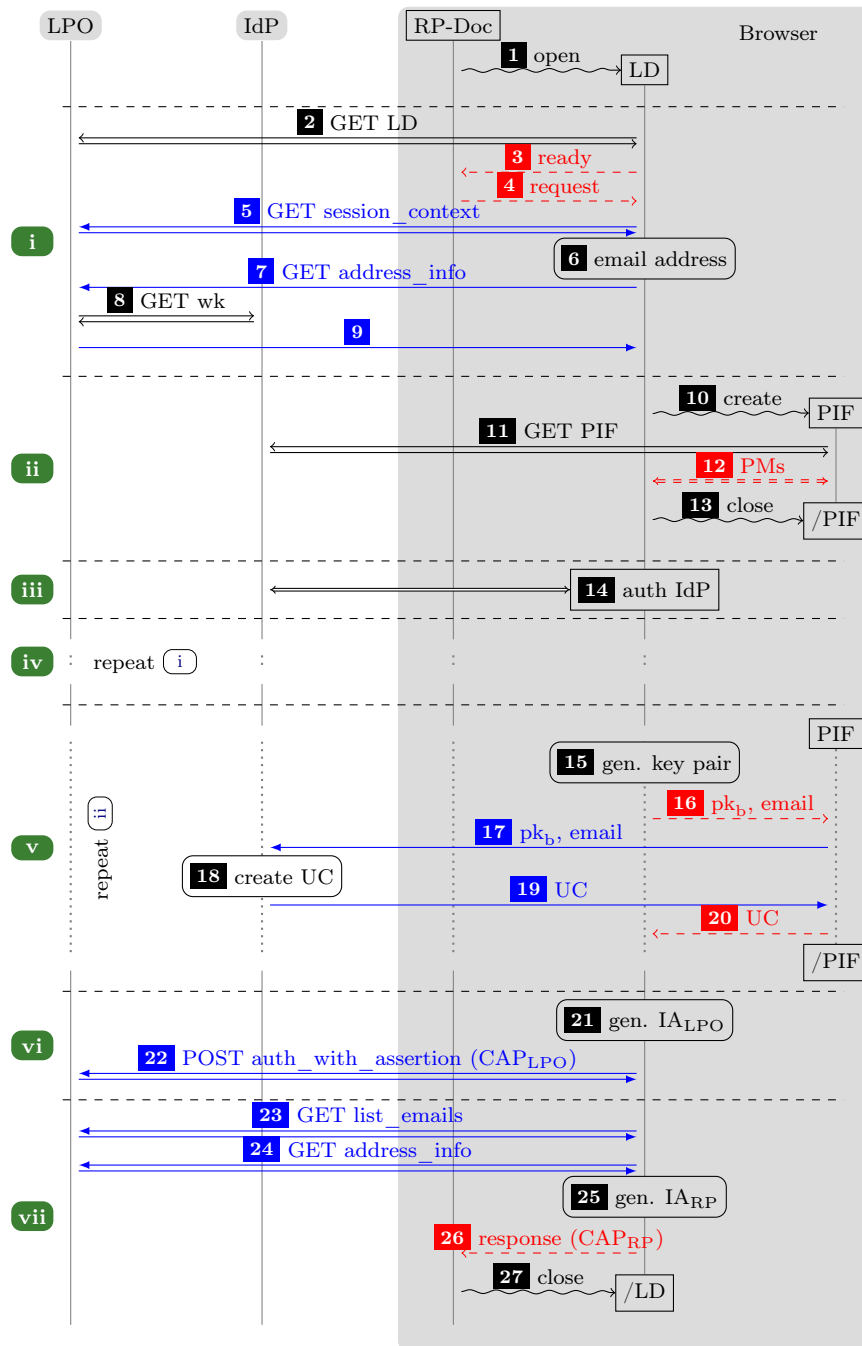 LPO IdP RP-Doc Browser
1 open LD
2 GET LD
3 ready
4 request
5 GET session_context
i
6 email address
7 GET address_info
8 GET wk
9
10 create PIF
11 GET PIF
ii
12 PMs
13 close /PIF
iii
14 auth IdP
iv repeat i
PIF
15 gen. key pair
16 pk_b, email
17 pk_b, email
v repeat ii
18 create UC
19 UC
20 UC
/PIF
21 gen. IA_LPO
vi
22 POST auth_with_assertion (CAP_LPO)
23 GET list_emails
24 GET address_info
25 gen. IA_RP
vii
26 response (CAP_RP)
27 close /LD